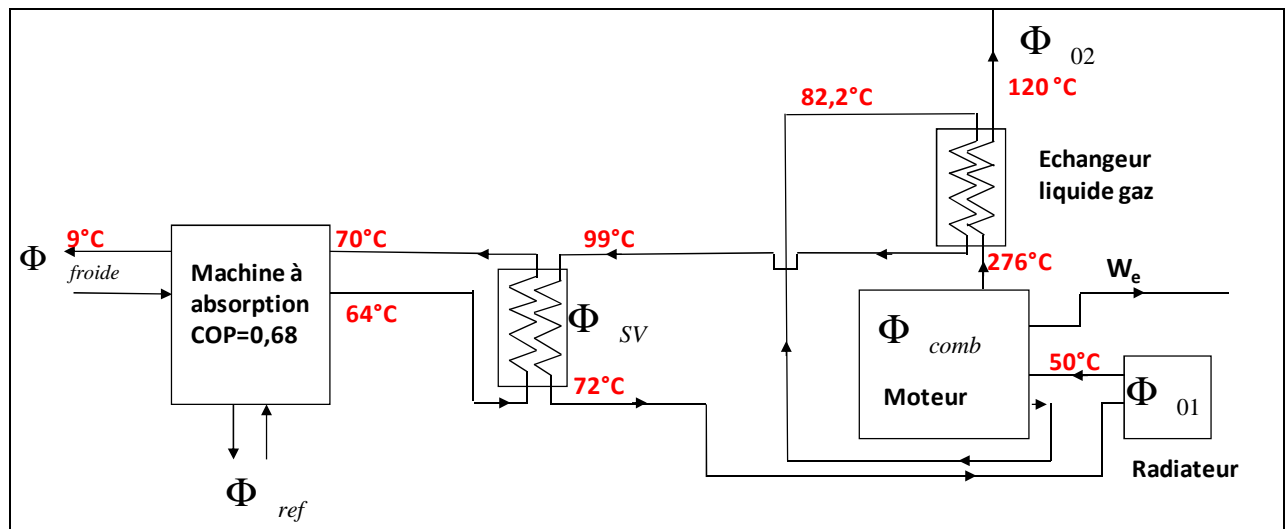 Φ 02
82,2°C
120 °C
Echangeur
liquide gaz
Φ froide
9°C
70°C
99°C
276°C
Machine à
absorption
COP=0,68
64°C
Φ SV
72°C
We
Φ comb
Moteur
50°C
Φ 01
Radiateur
Φ ref